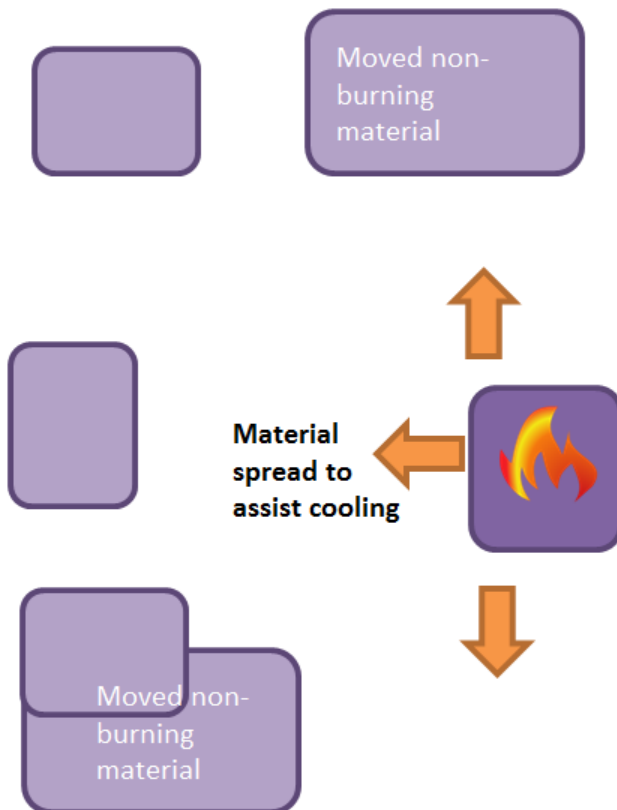 Moved non-
burning
material
Material
spread to
assist cooling
Moved non-
burning
material